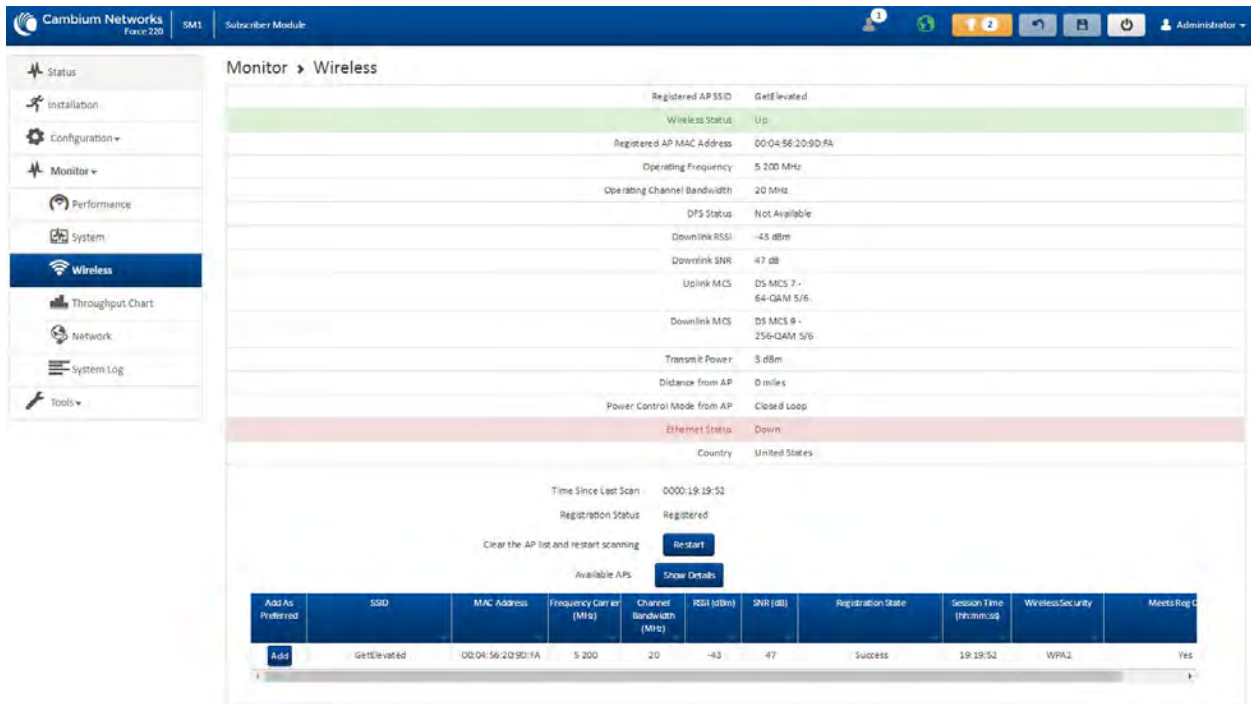 Cambium Networks
Force 220
SM1
Subscriber Module
1
2
Administrator
Status
Installation
Configuration
Monitor
Performance
System
Wireless
Throughput Chart
Network
System Log
Tools
Monitor > Wireless
Registered AP SSID GetElevated
Wireless Status Up
Registered AP MAC Address 00:04:56:20:9D:FA
Operating Frequency 5 200 MHz
Operating Channel Bandwidth 20 MHz
DFS Status Not Available
Downlink RSSI -43 dBm
Downlink SNR 47 dB
Uplink MCS DS MCS 7 -
64-QAM 5/6
Downlink MCS DS MCS 9 -
256-QAM 5/6
Transmit Power 3 dBm
Distance from AP 0 miles
Power Control Mode from AP Closed Loop
Ethernet Status Down
Country United States
Time Since Last Scan 0000:19:19:52
Registration Status Registered
Clear the AP list and restart scanning Restart
Available APs Show Details
Add As Preferred SSID MAC Address Frequency Carrier (MHz) Channel Bandwidth (MHz) RSSI (dBm) SNR (dB) Registration State Session Time (hh:mm:ss) Wireless Security Meets Reg C
Add GetElevated 00:04:56:20:9D:FA 5 200 20 -43 47 Success 19:19:52 WPA2 Yes